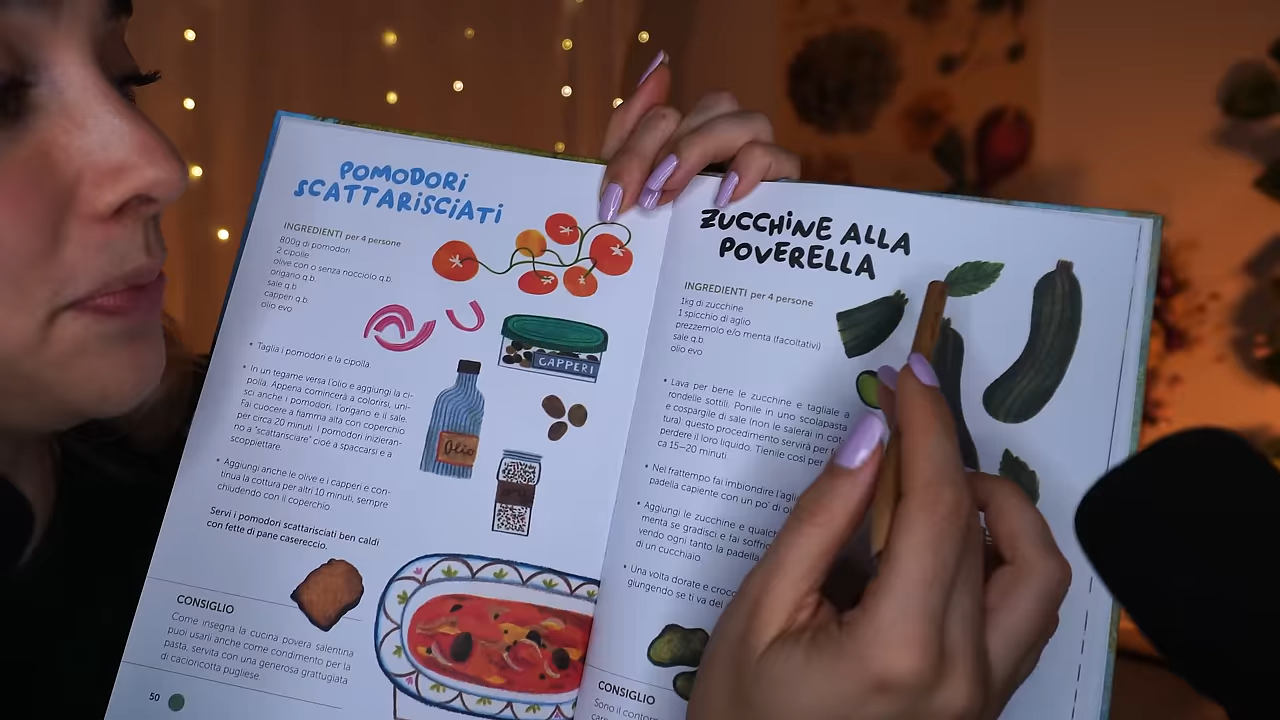 POMODORI
SCATTARISCIATI
INGREDIENTI per 4 persone
800g di pomodori
2 cipolle
olive con o senza nocciolo q.b.
origano q.b.
sale q.b.
capperi q.b.
olio evo
• Taglia i pomodori e la cipolla.
• In un tegame versa l'olio e aggiungi la ci-
polla. Appena comincerà a colorirsi, uni-
sci anche i pomodori, l'origano e il sale.
Fai cuocere a fiamma alta con coperchio
per circa 20 minuti. I pomodori inizieran-
no a "scattarisciare" cioè a spaccarsi e a
scoppiettare.
• Aggiungi anche le olive e i capperi e con-
tinua la cottura per altri 10 minuti, sempre
chiudendo con il coperchio.
Servi i pomodori scattarisciati ben caldi
con fette di pane casereccio.
CAPPERI
Olio
CONSIGLIO
Come insegna la cucina povera salentina
puoi usarli anche come condimento per la
pasta, servita con una generosa grattugiata
di cacioricotta pugliese.
50
ZUCCHINE ALLA
POVERELLA
INGREDIENTI per 4 persone
1kg di zucchine
1 spicchio di aglio
prezzemolo e/o menta (facoltativi)
sale q.b.
olio evo
• Lava per bene le zucchine e tagliale a
rondelle sottili. Ponile in uno scolapasta
e cospargile di sale (non le salerai in cot-
tura), questo procedimento servirà per
perdere il loro liquido. Tienile così per
ca 15-20 minuti.
• Nel frattempo fai imbiondire l'aglio
padella capiente con un po' di
• Aggiungi le zucchine e qualche
menta se gradisci e fai
vendo ogni tanto la padella
di un cucchiaio.
• Una volta dorate e
giungendo se ti va del
CONSIGLIO
Sono il contorno